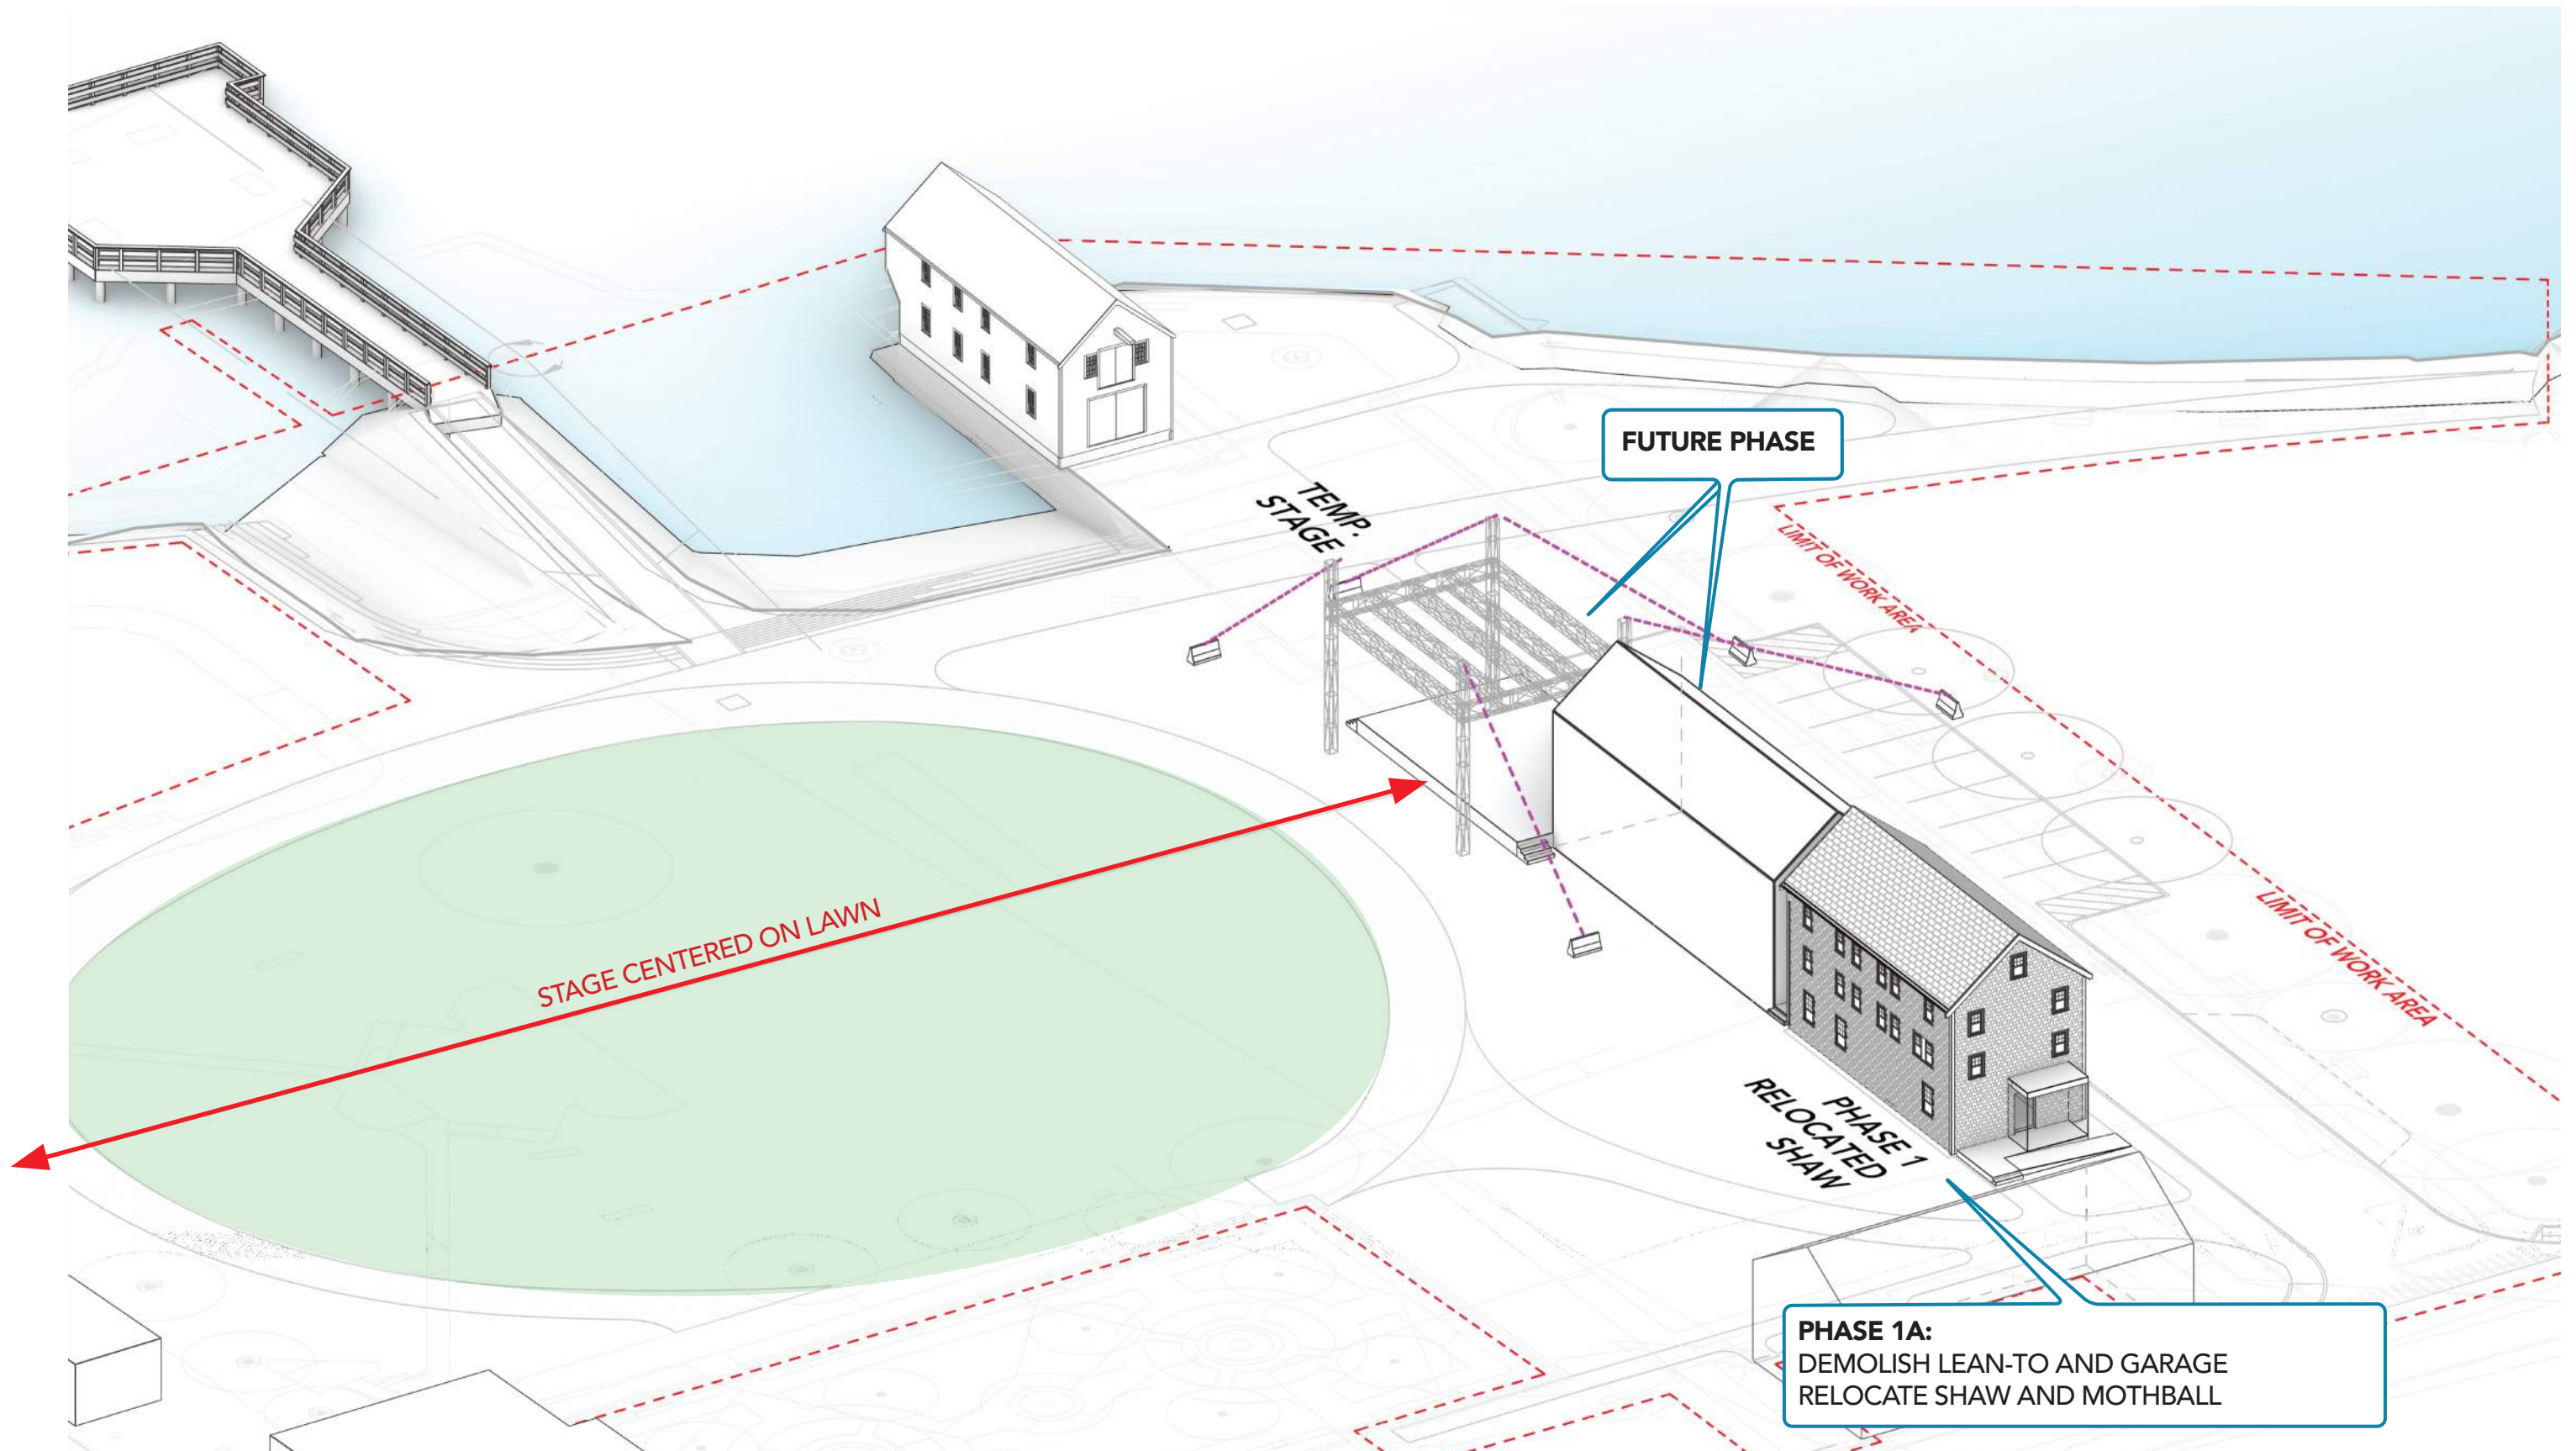 FUTURE PHASE
TEMP.
STAGE
LIMIT OF WORK AREA
STAGE CENTERED ON LAWN
LIMIT OF WORK AREA
PHASE 1
RELOCATED
SHAW
PHASE 1A:
DEMOLISH LEAN-TO AND GARAGE
RELOCATE SHAW AND MOTHBALL